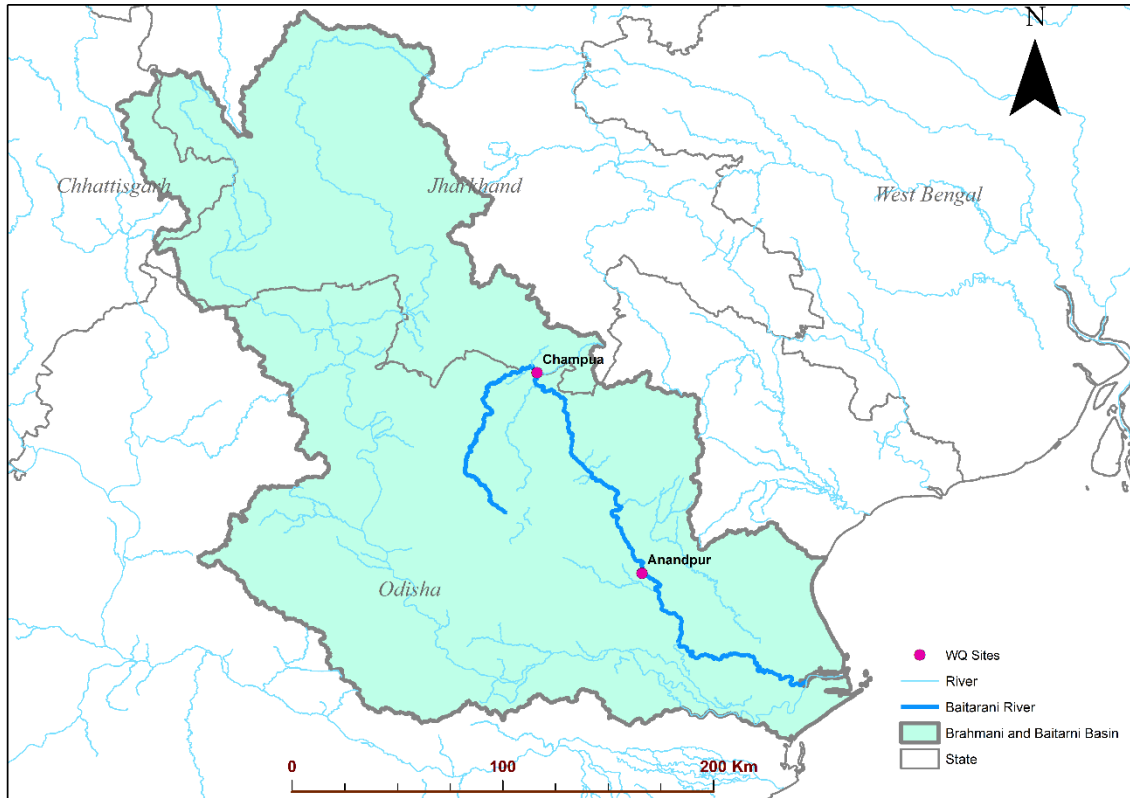 N
Chhattisgarh
Jharkhand
West Bengal
Champua
Anandpur
Odisha
WQ Sites
River
Baitarani River
Brahmani and Baitarni Basin
State
0 100 200 Km